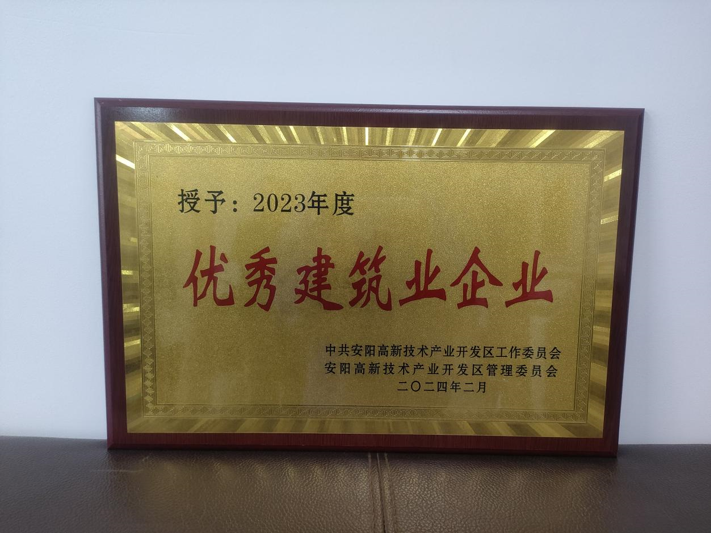 授予：2023年度
优秀建筑业企业
中共安阳高新技术产业开发区工作委员会
安阳高新技术产业开发区管理委员会
二〇二四年二月